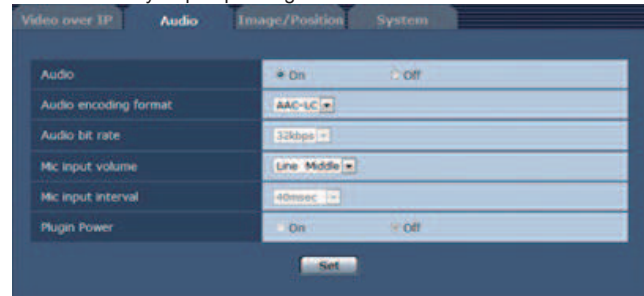 Video over IP Audio Image/Position System
Audio On Off
Audio encoding format AAC-LC
Audio bit rate 32kbps
Mic input volume Line Middle
Mic input interval 40msec
Plugin Power On Off
Set